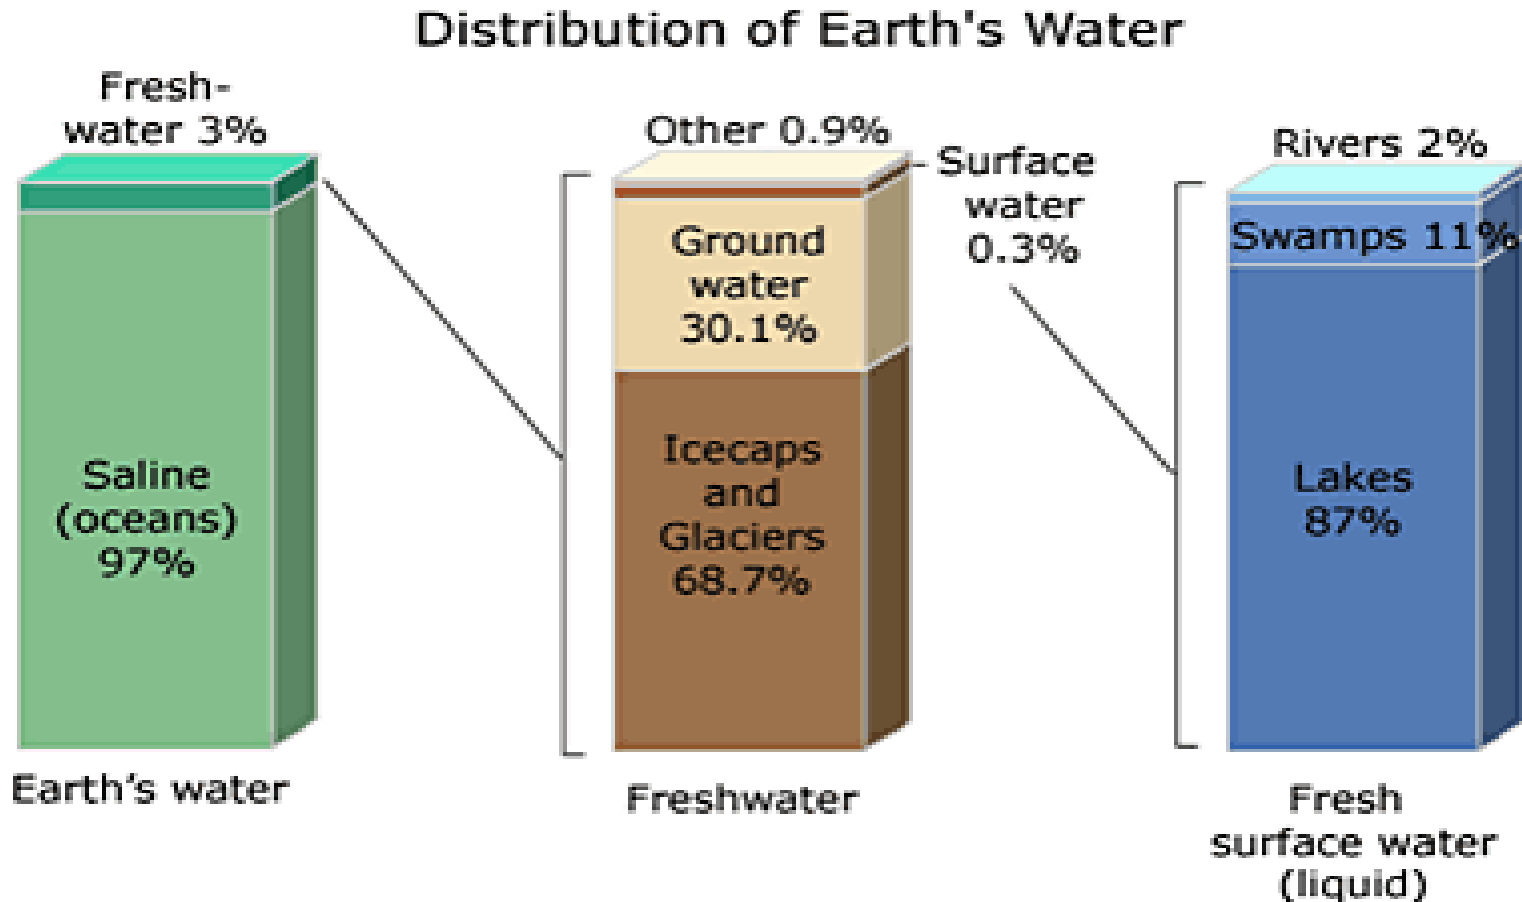 Distribution of Earth's Water
Fresh-
water 3%
Saline
(oceans)
97%
Earth's water
Other 0.9%
Surface
water
0.3%
Ground
water
30.1%
Icecaps
and
Glaciers
68.7%
Freshwater
Rivers 2%
Swamps 11%
Lakes
87%
Fresh
surface water
(liquid)